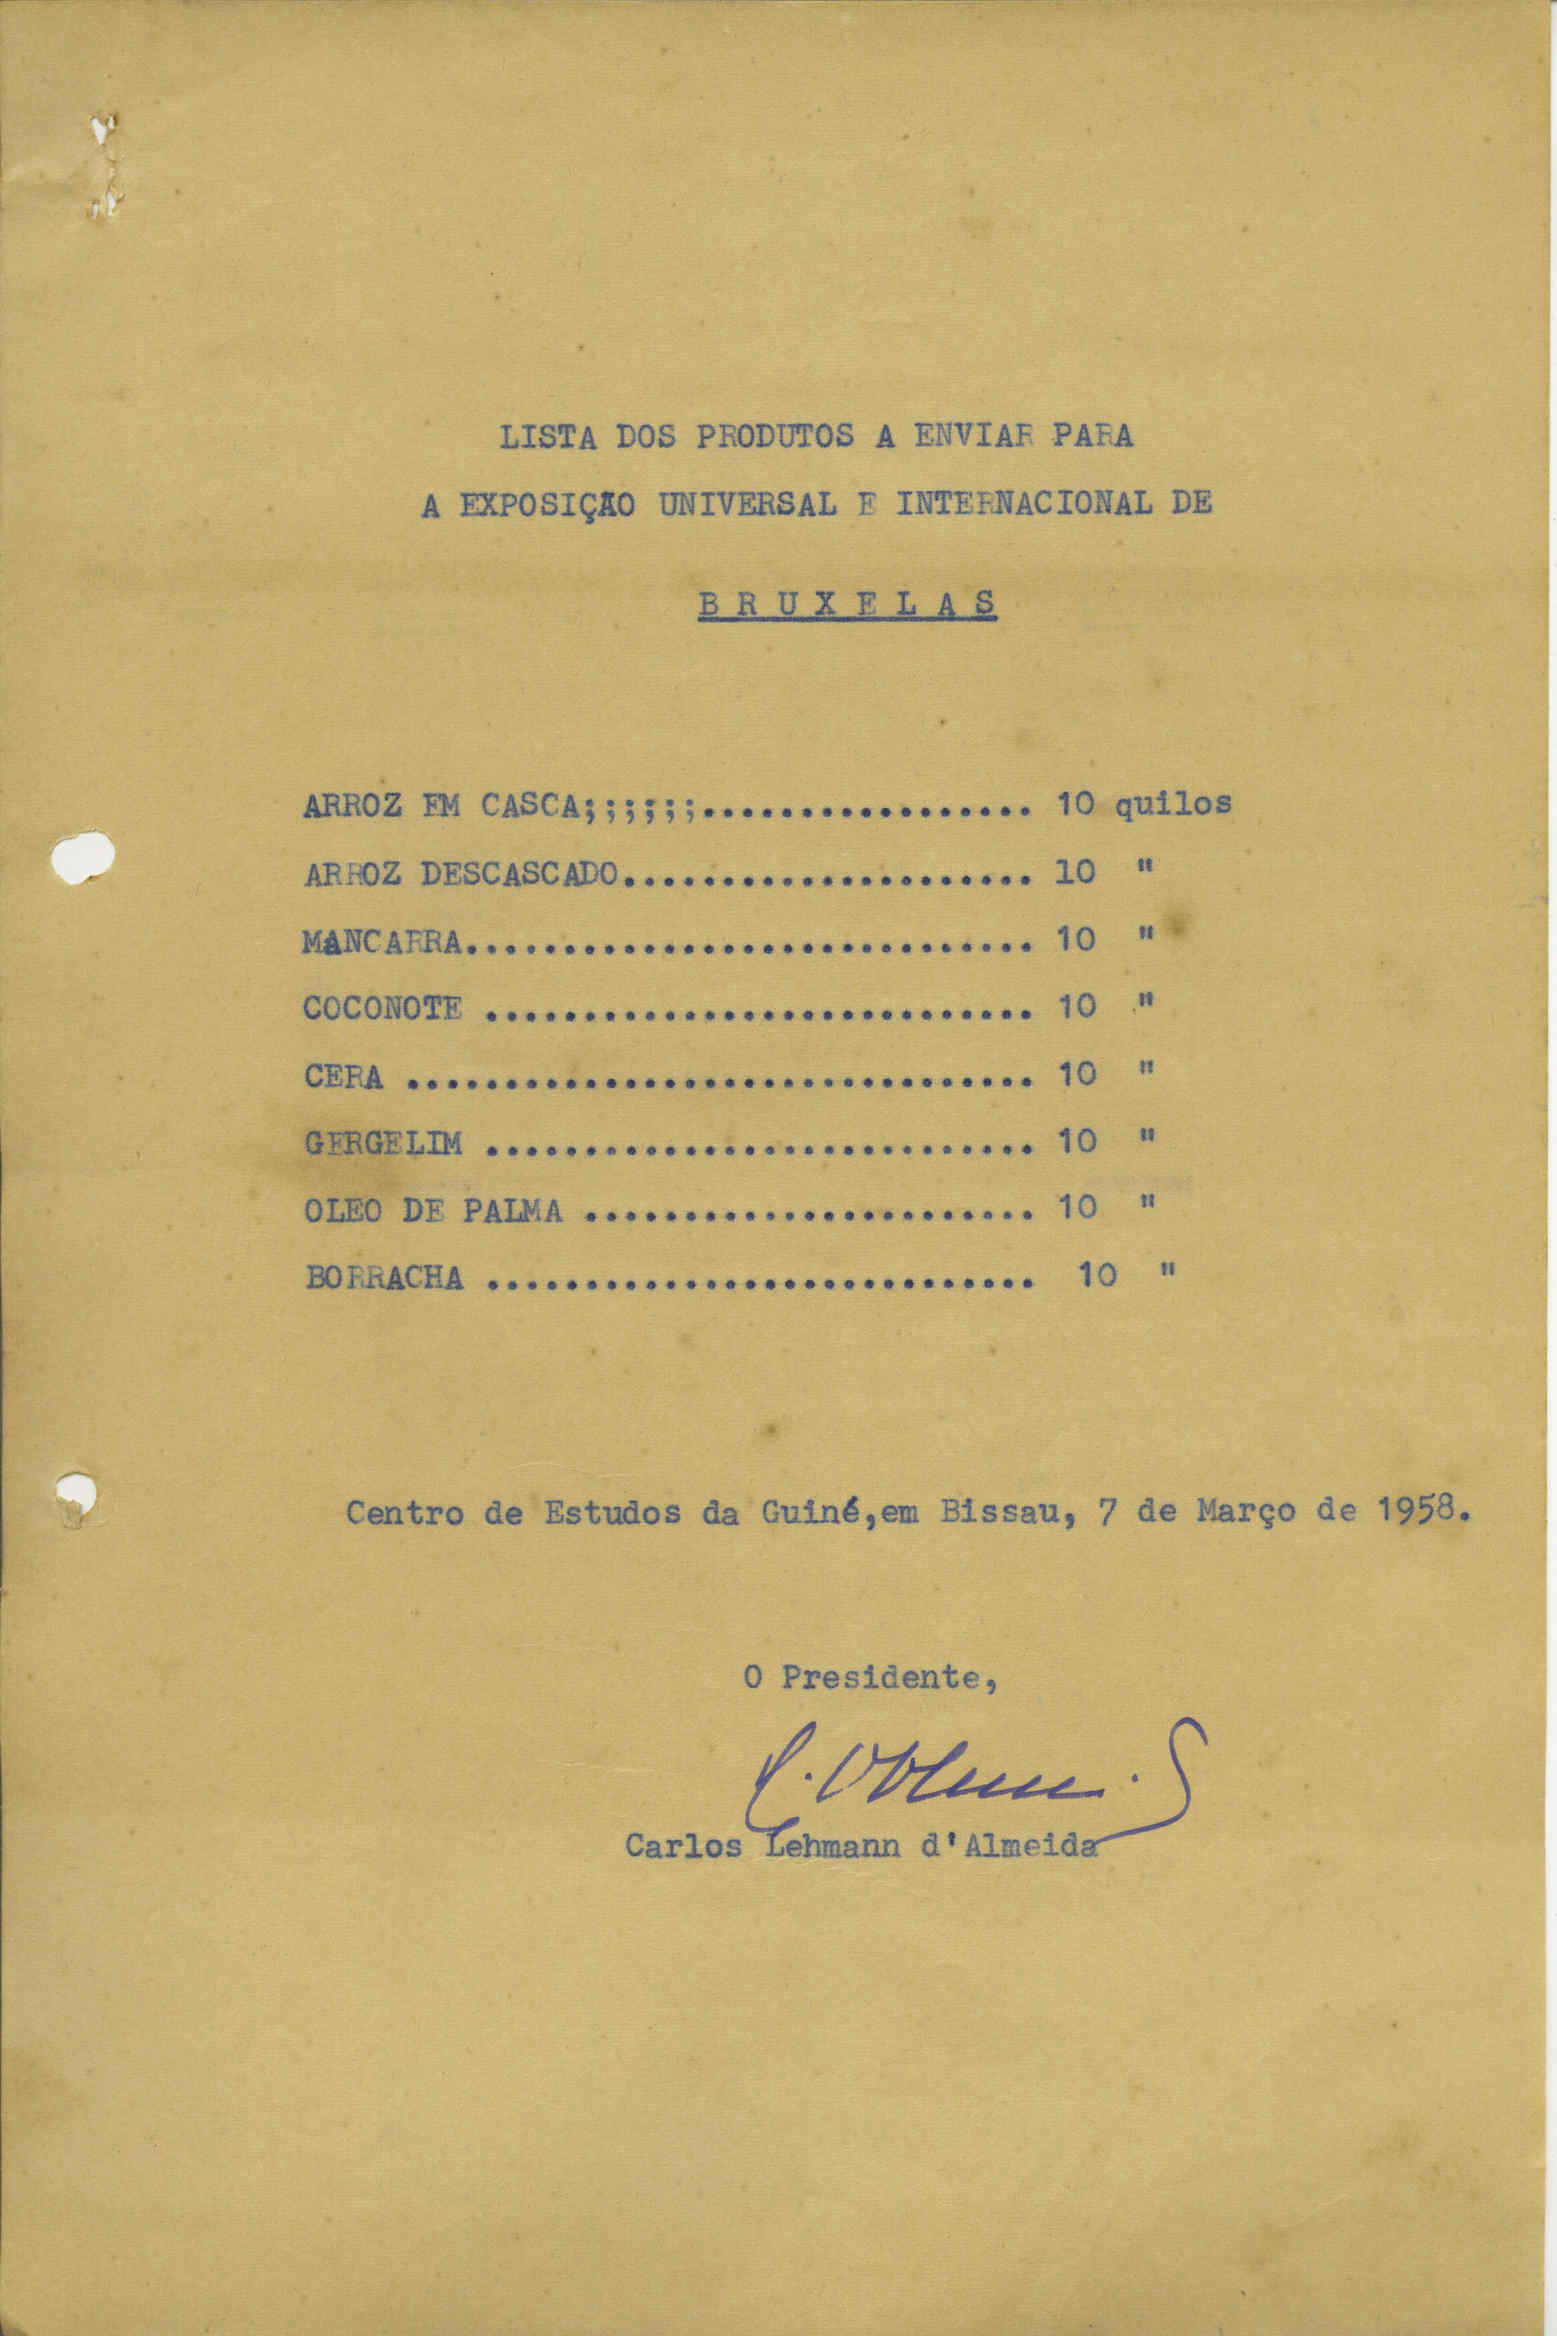 LISTA DOS PRODUTOS A ENVIAR PARA
A EXPOSIÇÃO UNIVERSAL E INTERNACIONAL DE
B R U X E L A S
ARROZ EM CASCA;;;;;;................. 10 quilos
ARROZ DESCASCADO..................... 10 "
MANCARRA............................. 10 "
COCONOTE ............................ 10 "
CERA ................................ 10 "
GERGELIM ............................ 10 "
OLEO DE PALMA ....................... 10 "
BORRACHA ............................ 10 "
Centro de Estudos da Guiné,em Bissau, 7 de Março de 1958.
O Presidente,
Carlos Lehmann d'Almeida